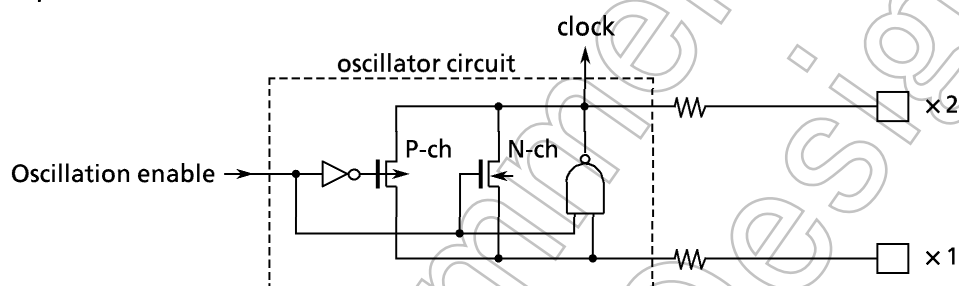 clock
oscillator circuit
×2
P-ch
N-ch
Oscillation enable
×1